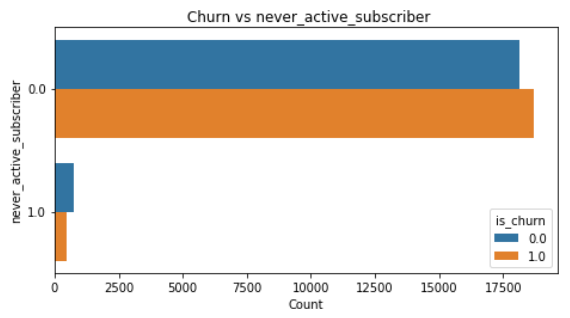 Churn vs never_active_subscriber
never_active_subscriber
0.0
1.0
is_churn
0.0
1.0
0 2500 5000 7500 10000 12500 15000 17500
Count